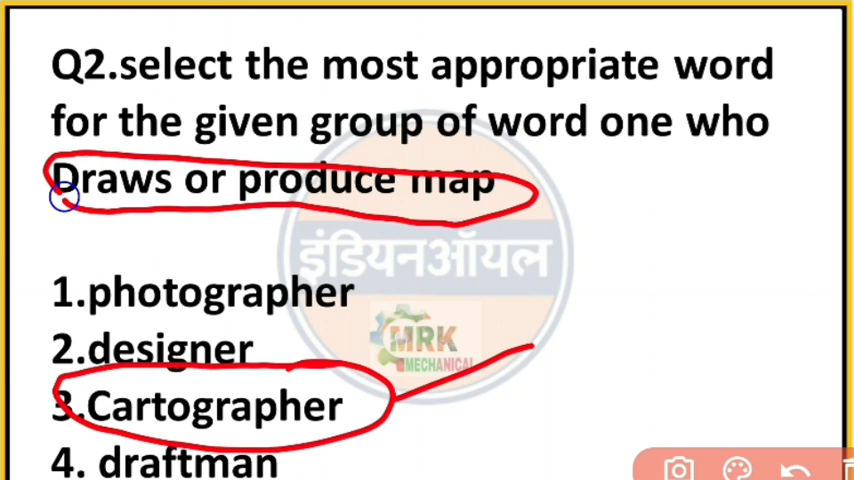 Q2.select the most appropriate word
for the given group of word one who
Draws or produce map
इंडियनऑयल
1.photographer
MRK
2.designer
MECHANICAL
3.Cartographer
4. draftman